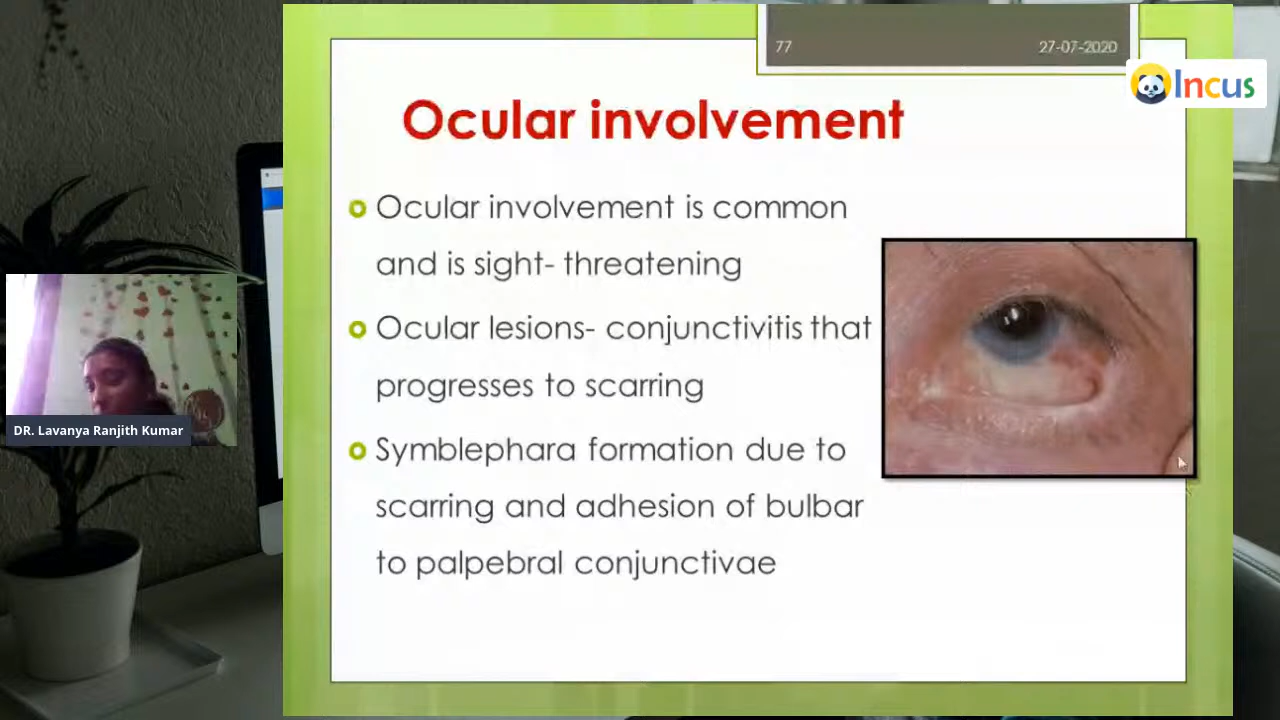 77
27-07-2020
Incus
Ocular involvement
Ocular involvement is common
and is sight- threatening
Ocular lesions- conjunctivitis that
progresses to scarring
Symblephara formation due to
scarring and adhesion of bulbar
to palpebral conjunctivae
DR. Lavanya Ranjith Kumar